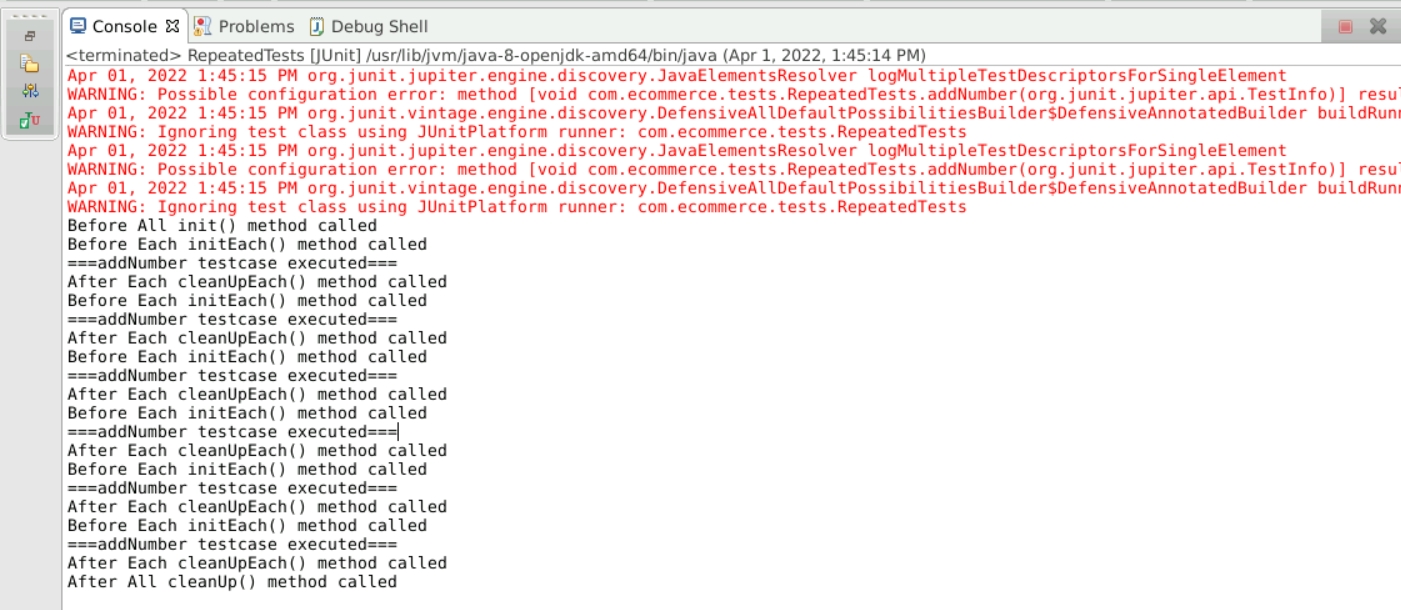 Console Problems Debug Shell
<terminated> RepeatedTests [JUnit] /usr/lib/jvm/java-8-openjdk-amd64/bin/java (Apr 1, 2022, 1:45:14 PM)
Apr 01, 2022 1:45:15 PM org.junit.jupiter.engine.discovery.JavaElementsResolver logMultipleTestDescriptorsForSingleElement
WARNING: Possible configuration error: method [void com.ecommerce.tests.RepeatedTests.addNumber(org.junit.jupiter.api.TestInfo)] resul
Apr 01, 2022 1:45:15 PM org.junit.vintage.engine.discovery.DefensiveAllDefaultPossibilitiesBuilder$DefensiveAnnotatedBuilder buildRunn
WARNING: Ignoring test class using JUnitPlatform runner: com.ecommerce.tests.RepeatedTests
Apr 01, 2022 1:45:15 PM org.junit.jupiter.engine.discovery.JavaElementsResolver logMultipleTestDescriptorsForSingleElement
WARNING: Possible configuration error: method [void com.ecommerce.tests.RepeatedTests.addNumber(org.junit.jupiter.api.TestInfo)] resul
Apr 01, 2022 1:45:15 PM org.junit.vintage.engine.discovery.DefensiveAllDefaultPossibilitiesBuilder$DefensiveAnnotatedBuilder buildRunn
WARNING: Ignoring test class using JUnitPlatform runner: com.ecommerce.tests.RepeatedTests
Before All init() method called
Before Each initEach() method called
===addNumber testcase executed===
After Each cleanUpEach() method called
Before Each initEach() method called
===addNumber testcase executed===
After Each cleanUpEach() method called
Before Each initEach() method called
===addNumber testcase executed===
After Each cleanUpEach() method called
Before Each initEach() method called
===addNumber testcase executed===
After Each cleanUpEach() method called
Before Each initEach() method called
===addNumber testcase executed===
After Each cleanUpEach() method called
Before Each initEach() method called
===addNumber testcase executed===
After Each cleanUpEach() method called
After All cleanUp() method called